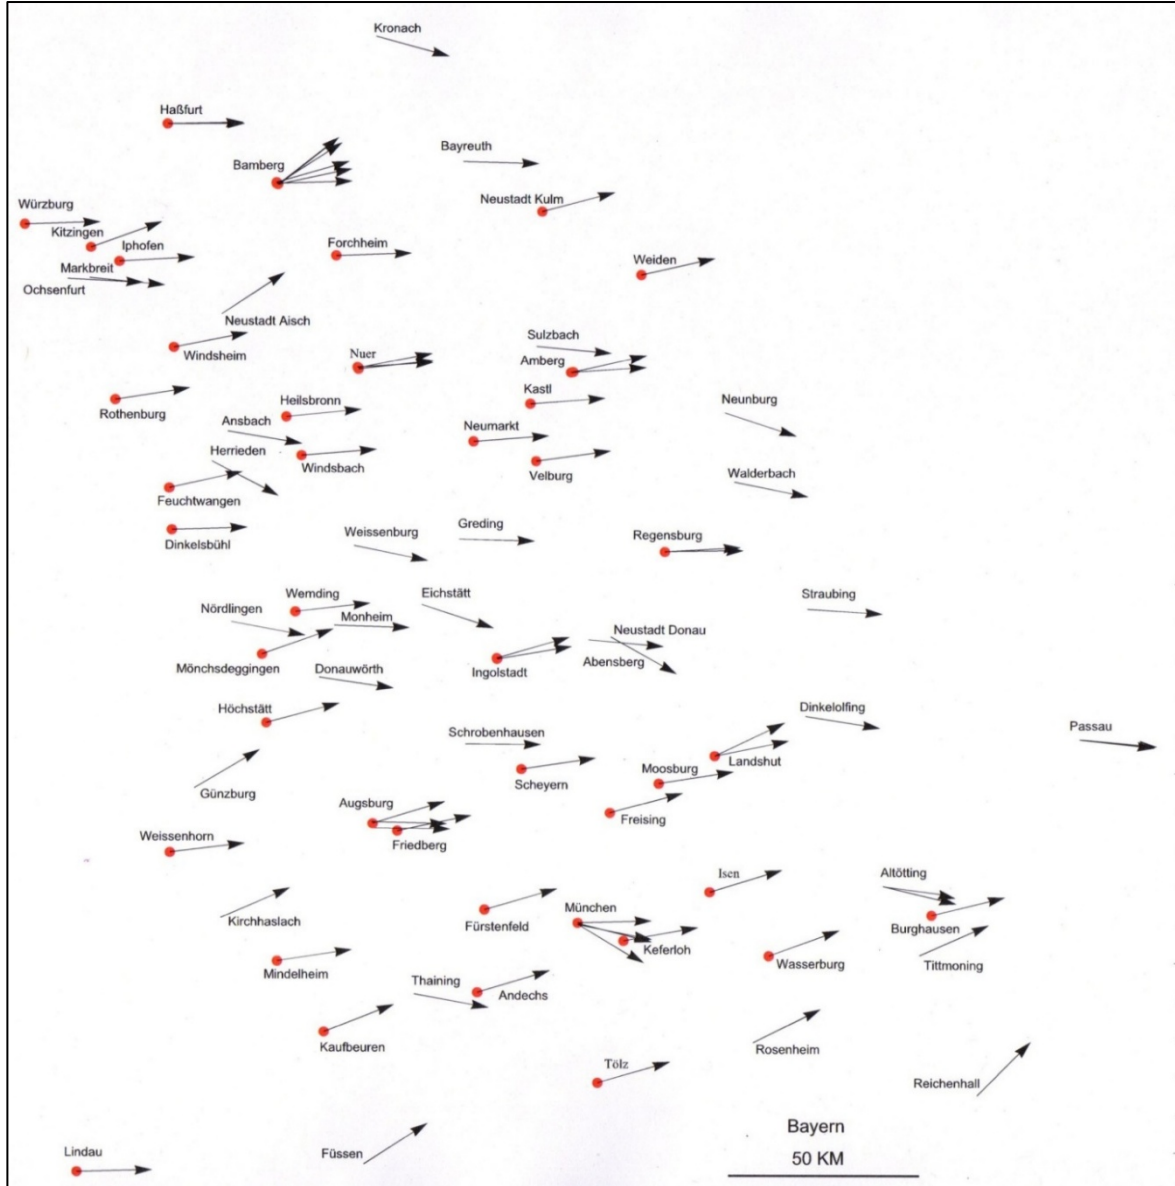 Kronach
Haßfurt
Bamberg
Bayreuth
Neustadt Kulm
Würzburg
Kitzingen
Iphofen
Forchheim
Weiden
Markbreit
Ochsenfurt
Neustadt Aisch
Windsheim
Nuer
Sulzbach
Amberg
Kastl
Rothenburg
Heilsbronn
Ansbach
Neumarkt
Neunburg
Herrieden
Windsbach
Velburg
Walderbach
Feuchtwangen
Dinkelsbühl
Weissenburg
Greding
Regensburg
Wemding
Nördlingen
Monheim
Eichstätt
Straubing
Neustadt Donau
Abensberg
Mönchsdeggingen
Donauwörth
Ingolstadt
Höchstätt
Dinkelolfing
Passau
Schrobenhausen
Scheyern
Moosburg
Landshut
Günzburg
Augsburg
Freising
Friedberg
Weissenhorn
Isen
Altötting
Kirchhaslach
Fürstenfeld
München
Burghausen
Keferloh
Wasserburg
Tittmoning
Mindelheim
Thaining
Andechs
Kaufbeuren
Rosenheim
Tölz
Reichenhall
Bayern
Lindau
Füssen
50 KM